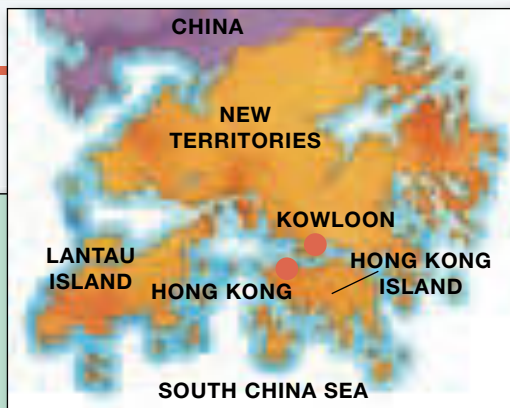 CHINA
NEW
TERRITORIES
KOWLOON
LANTAU
ISLAND
HONG KONG
HONG KONG
ISLAND
SOUTH CHINA SEA